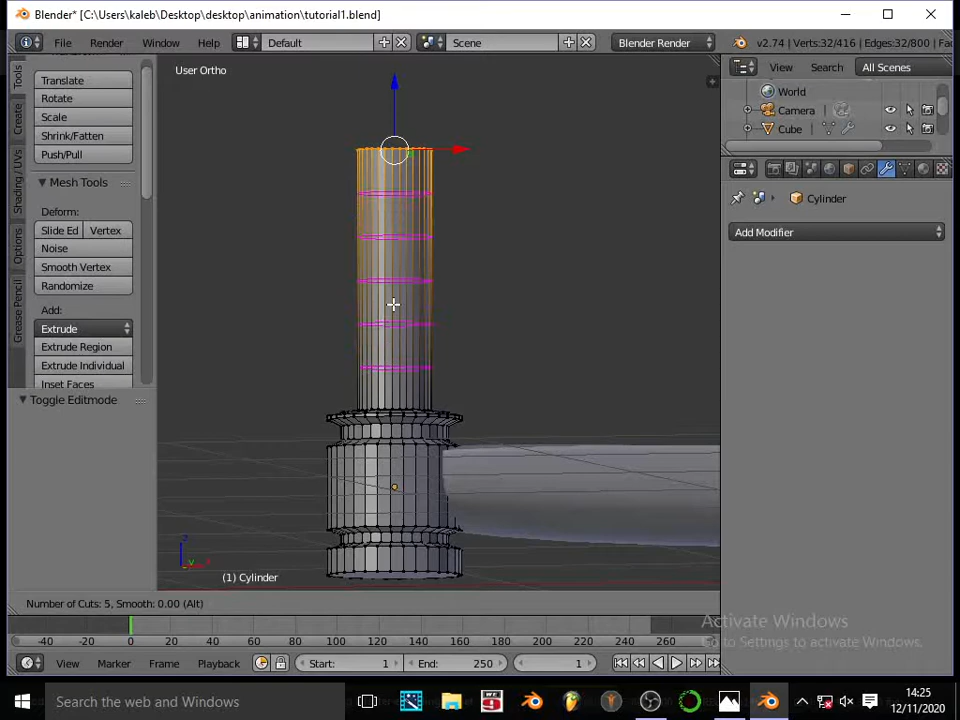 Blender* [C:\Users\kaleb\Desktop\desktop\animation\tutorial1.blend]
File Render Window Help Default Scene Blender Render v2.74 | Verts:32/416 | Edges:32/800 | Fac
User Ortho
Tools
Create
Shading / UVs
Options
Grease Pencil
Translate
Rotate
Scale
Shrink/Fatten
Push/Pull
Mesh Tools
Deform:
Slide Ed Vertex
Noise
Smooth Vertex
Randomize
Add:
Extrude
Extrude Region
Extrude Individual
Inset Faces
Toggle Editmode
z
y
x
(1) Cylinder
Number of Cuts: 5, Smooth: 0.00 (Alt)
View Search All Scenes
World
Camera
Cube
Cylinder
Add Modifier
Activate Windows
Go to Settings to activate Windows.
-40 -20 0 20 40 60 80 100 120 140 160 180 200 220 240 260
View Marker Frame Playback Start: 1 End: 250 1
Search the web and Windows
14:25
12/11/2020